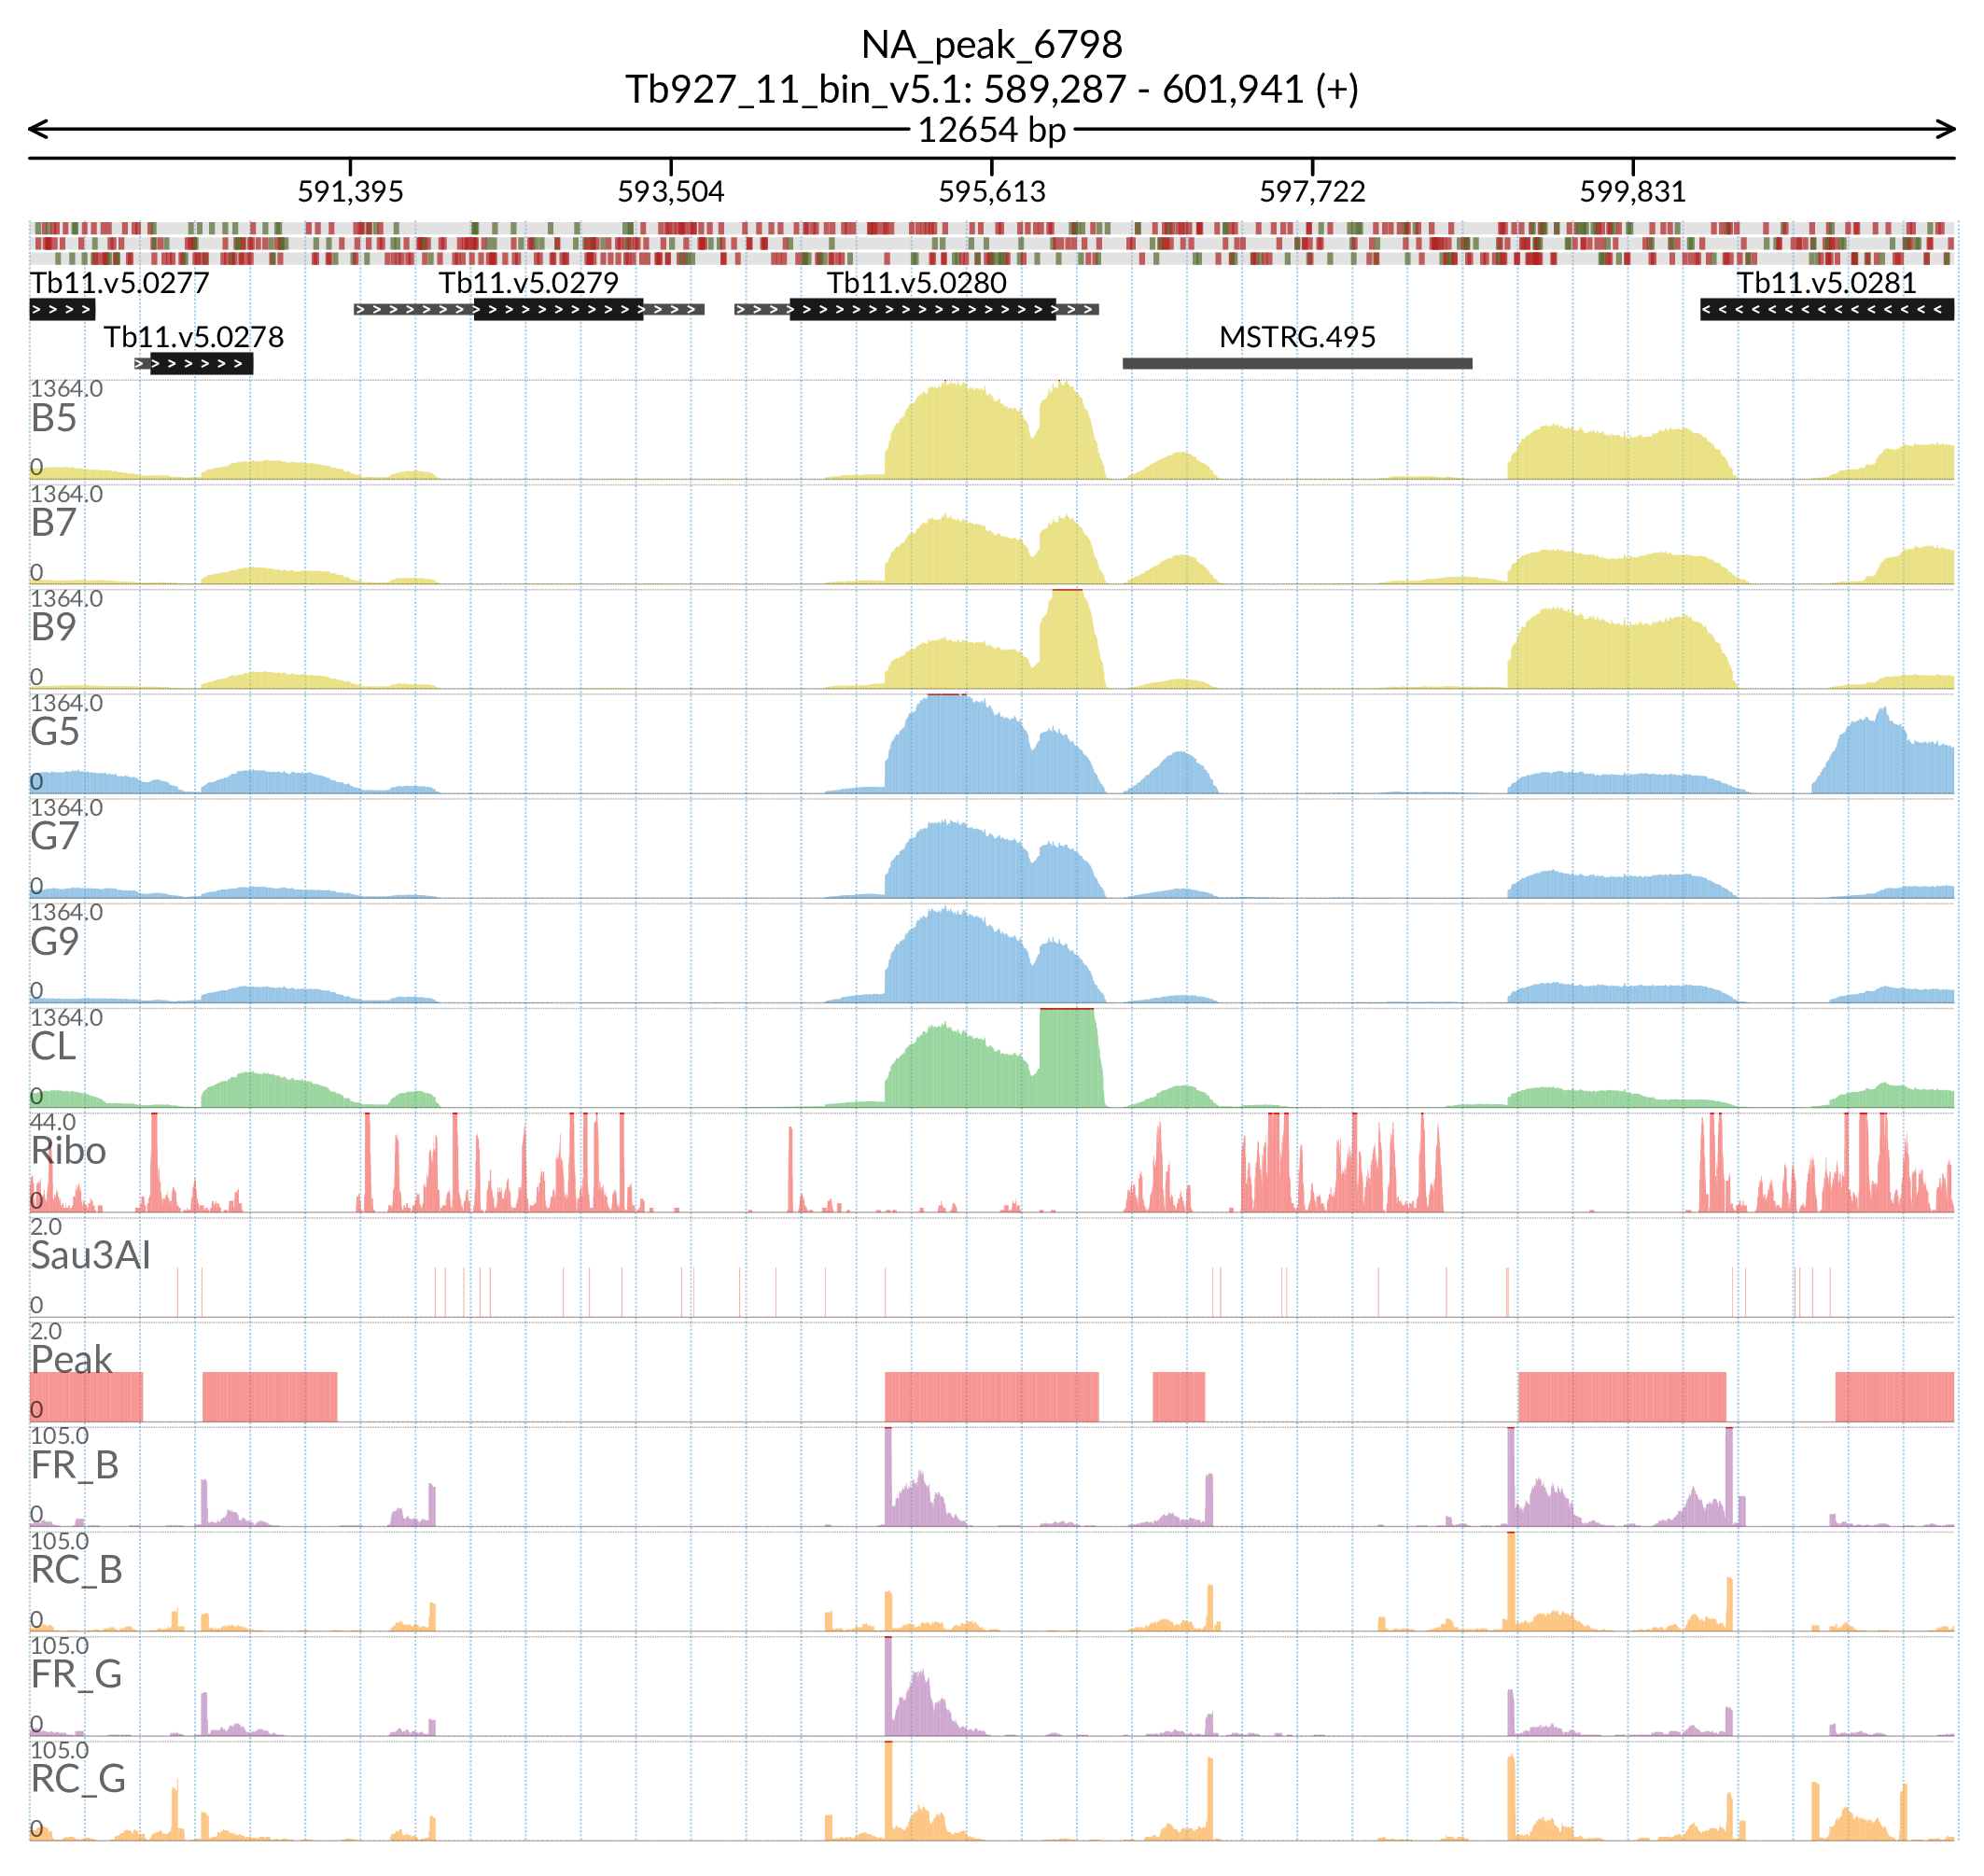 NA_peak_6798
Tb927_11_bin_v5.1: 589,287 - 601,941 (+)
12654 bp
591,395 593,504 595,613 597,722 599,831
Tb11.v5.0277 Tb11.v5.0279 Tb11.v5.0280 Tb11.v5.0281
Tb11.v5.0278 MSTRG.495
1364.0
B5
0
1364.0
B7
0
1364.0
B9
0
1364.0
G5
0
1364.0
G7
0
1364.0
G9
0
1364.0
CL
0
44.0
Ribo
0
2.0
Sau3AI
0
2.0
Peak
0
105.0
FR_B
0
105.0
RC_B
0
105.0
FR_G
0
105.0
RC_G
0